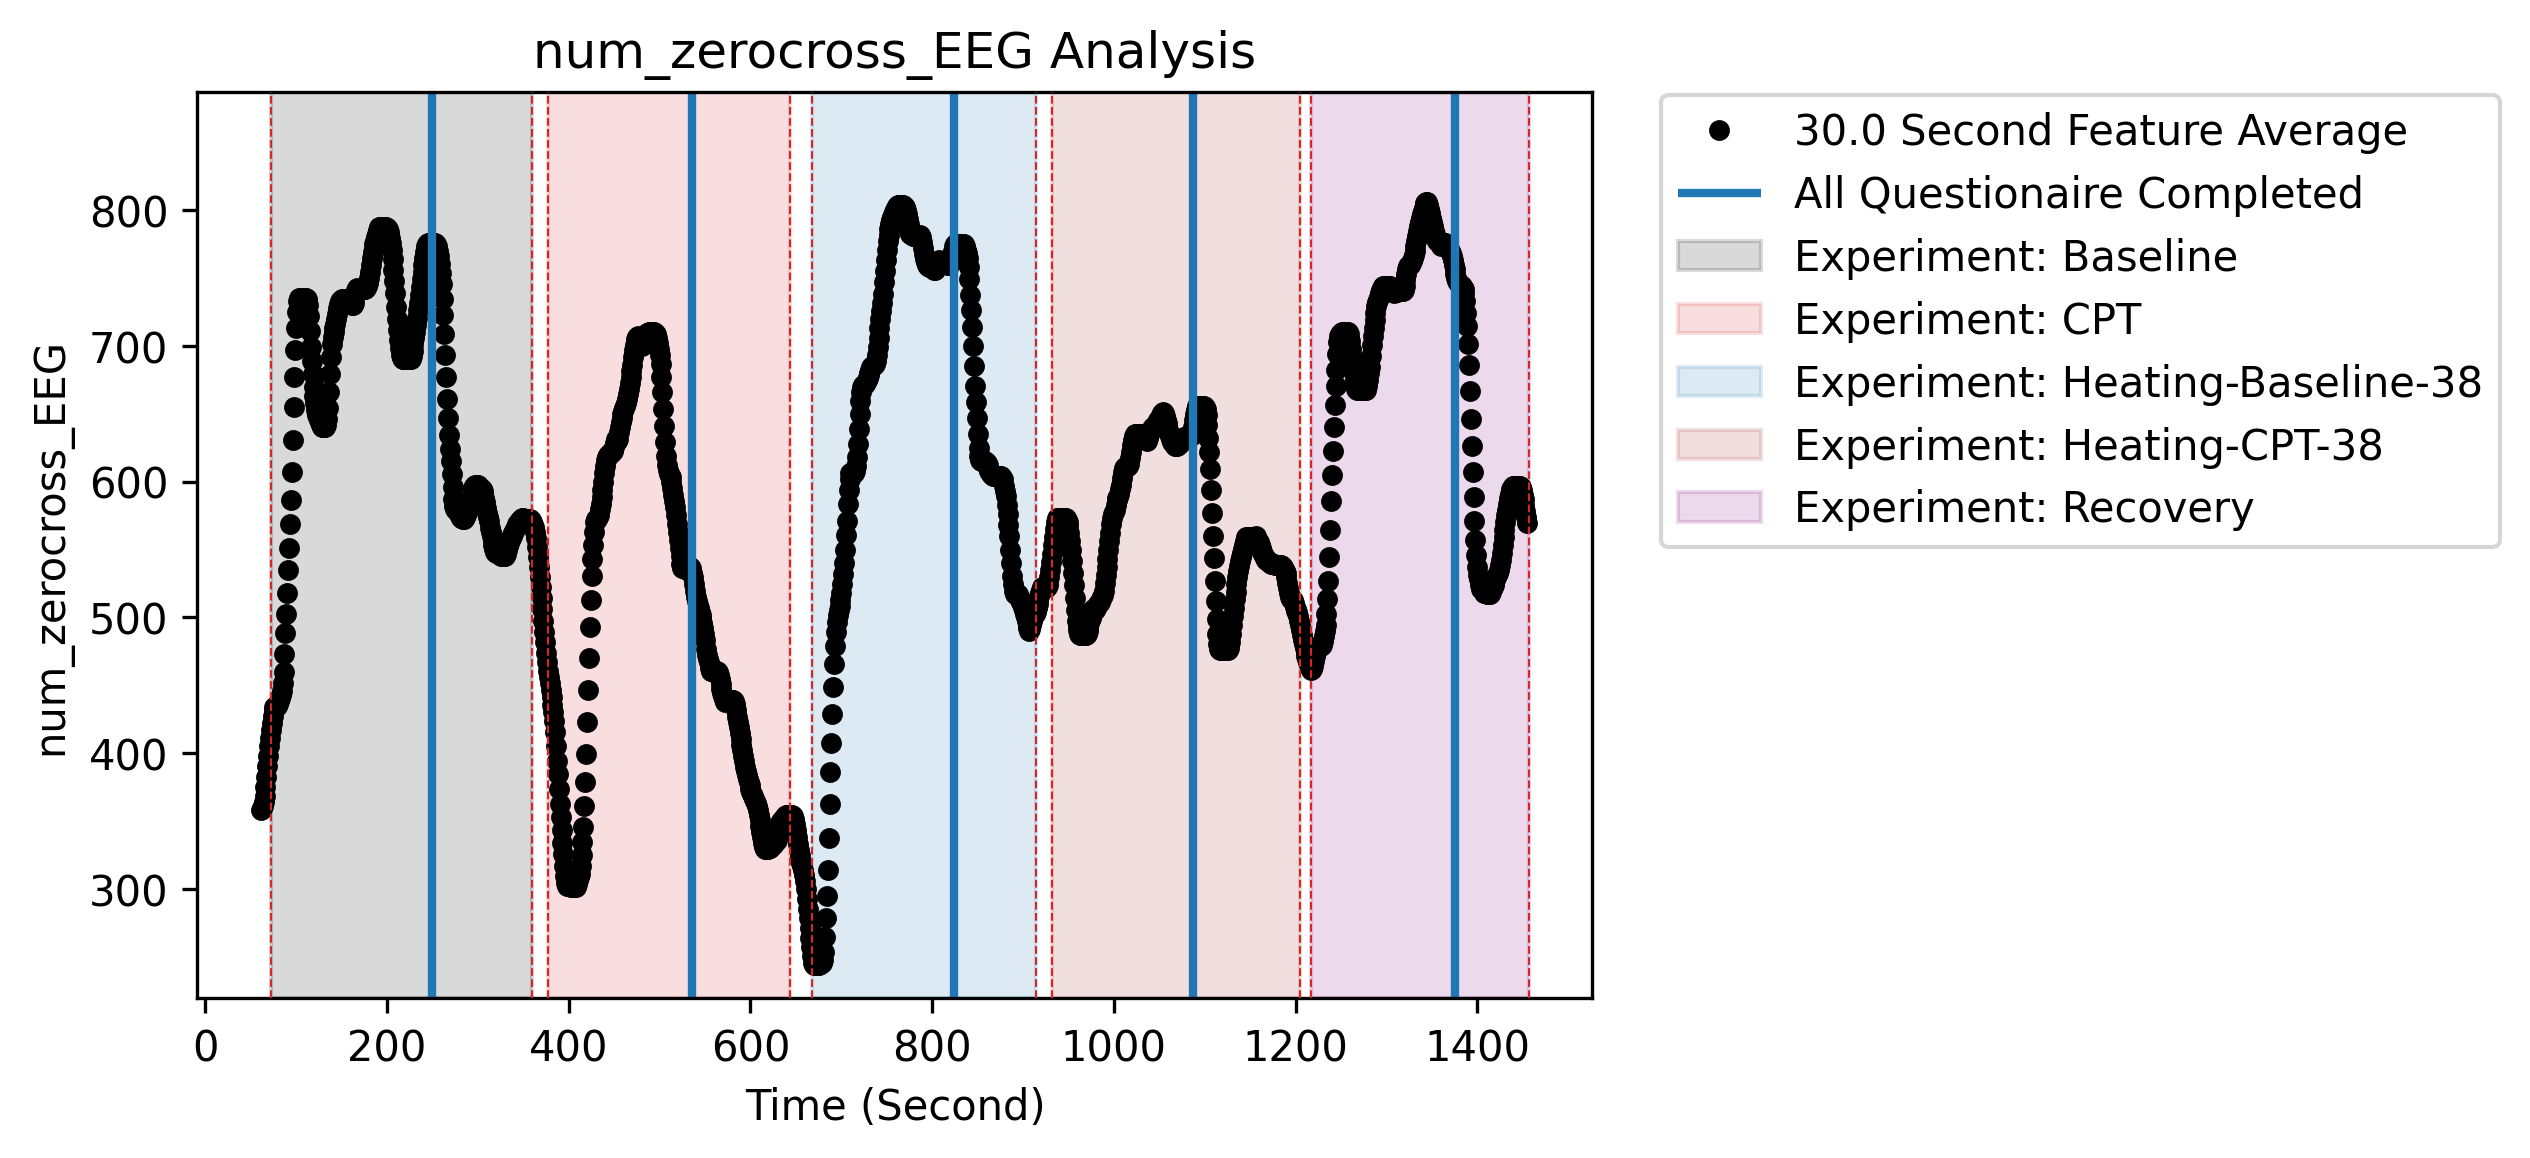 num_zerocross_EEG Analysis
num_zerocross_EEG
800
700
600
500
400
300
0 200 400 600 800 1000 1200 1400
Time (Second)
30.0 Second Feature Average
All Questionaire Completed
Experiment: Baseline
Experiment: CPT
Experiment: Heating-Baseline-38
Experiment: Heating-CPT-38
Experiment: Recovery